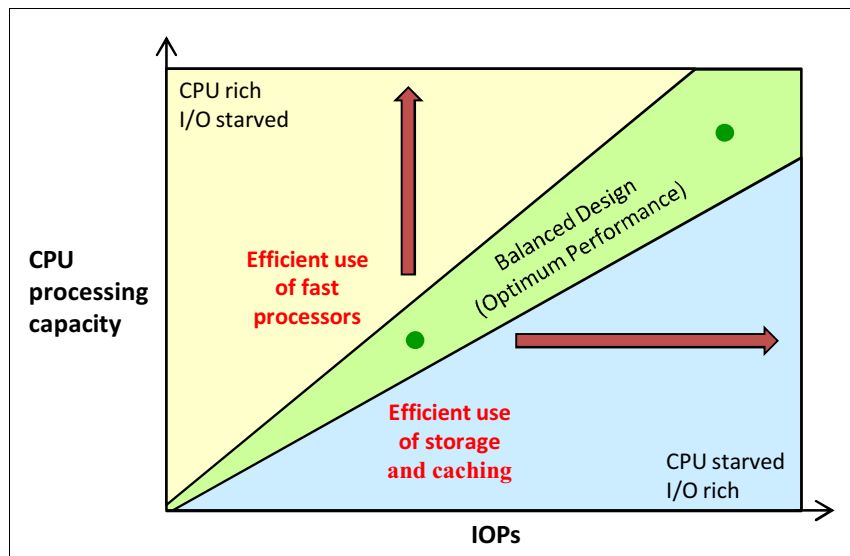 CPU rich
I/O starved
Balanced Design
(Optimum Performance)
Efficient use
of fast
processors
CPU
processing
capacity
Efficient use
of storage
and caching
CPU starved
I/O rich
IOPs